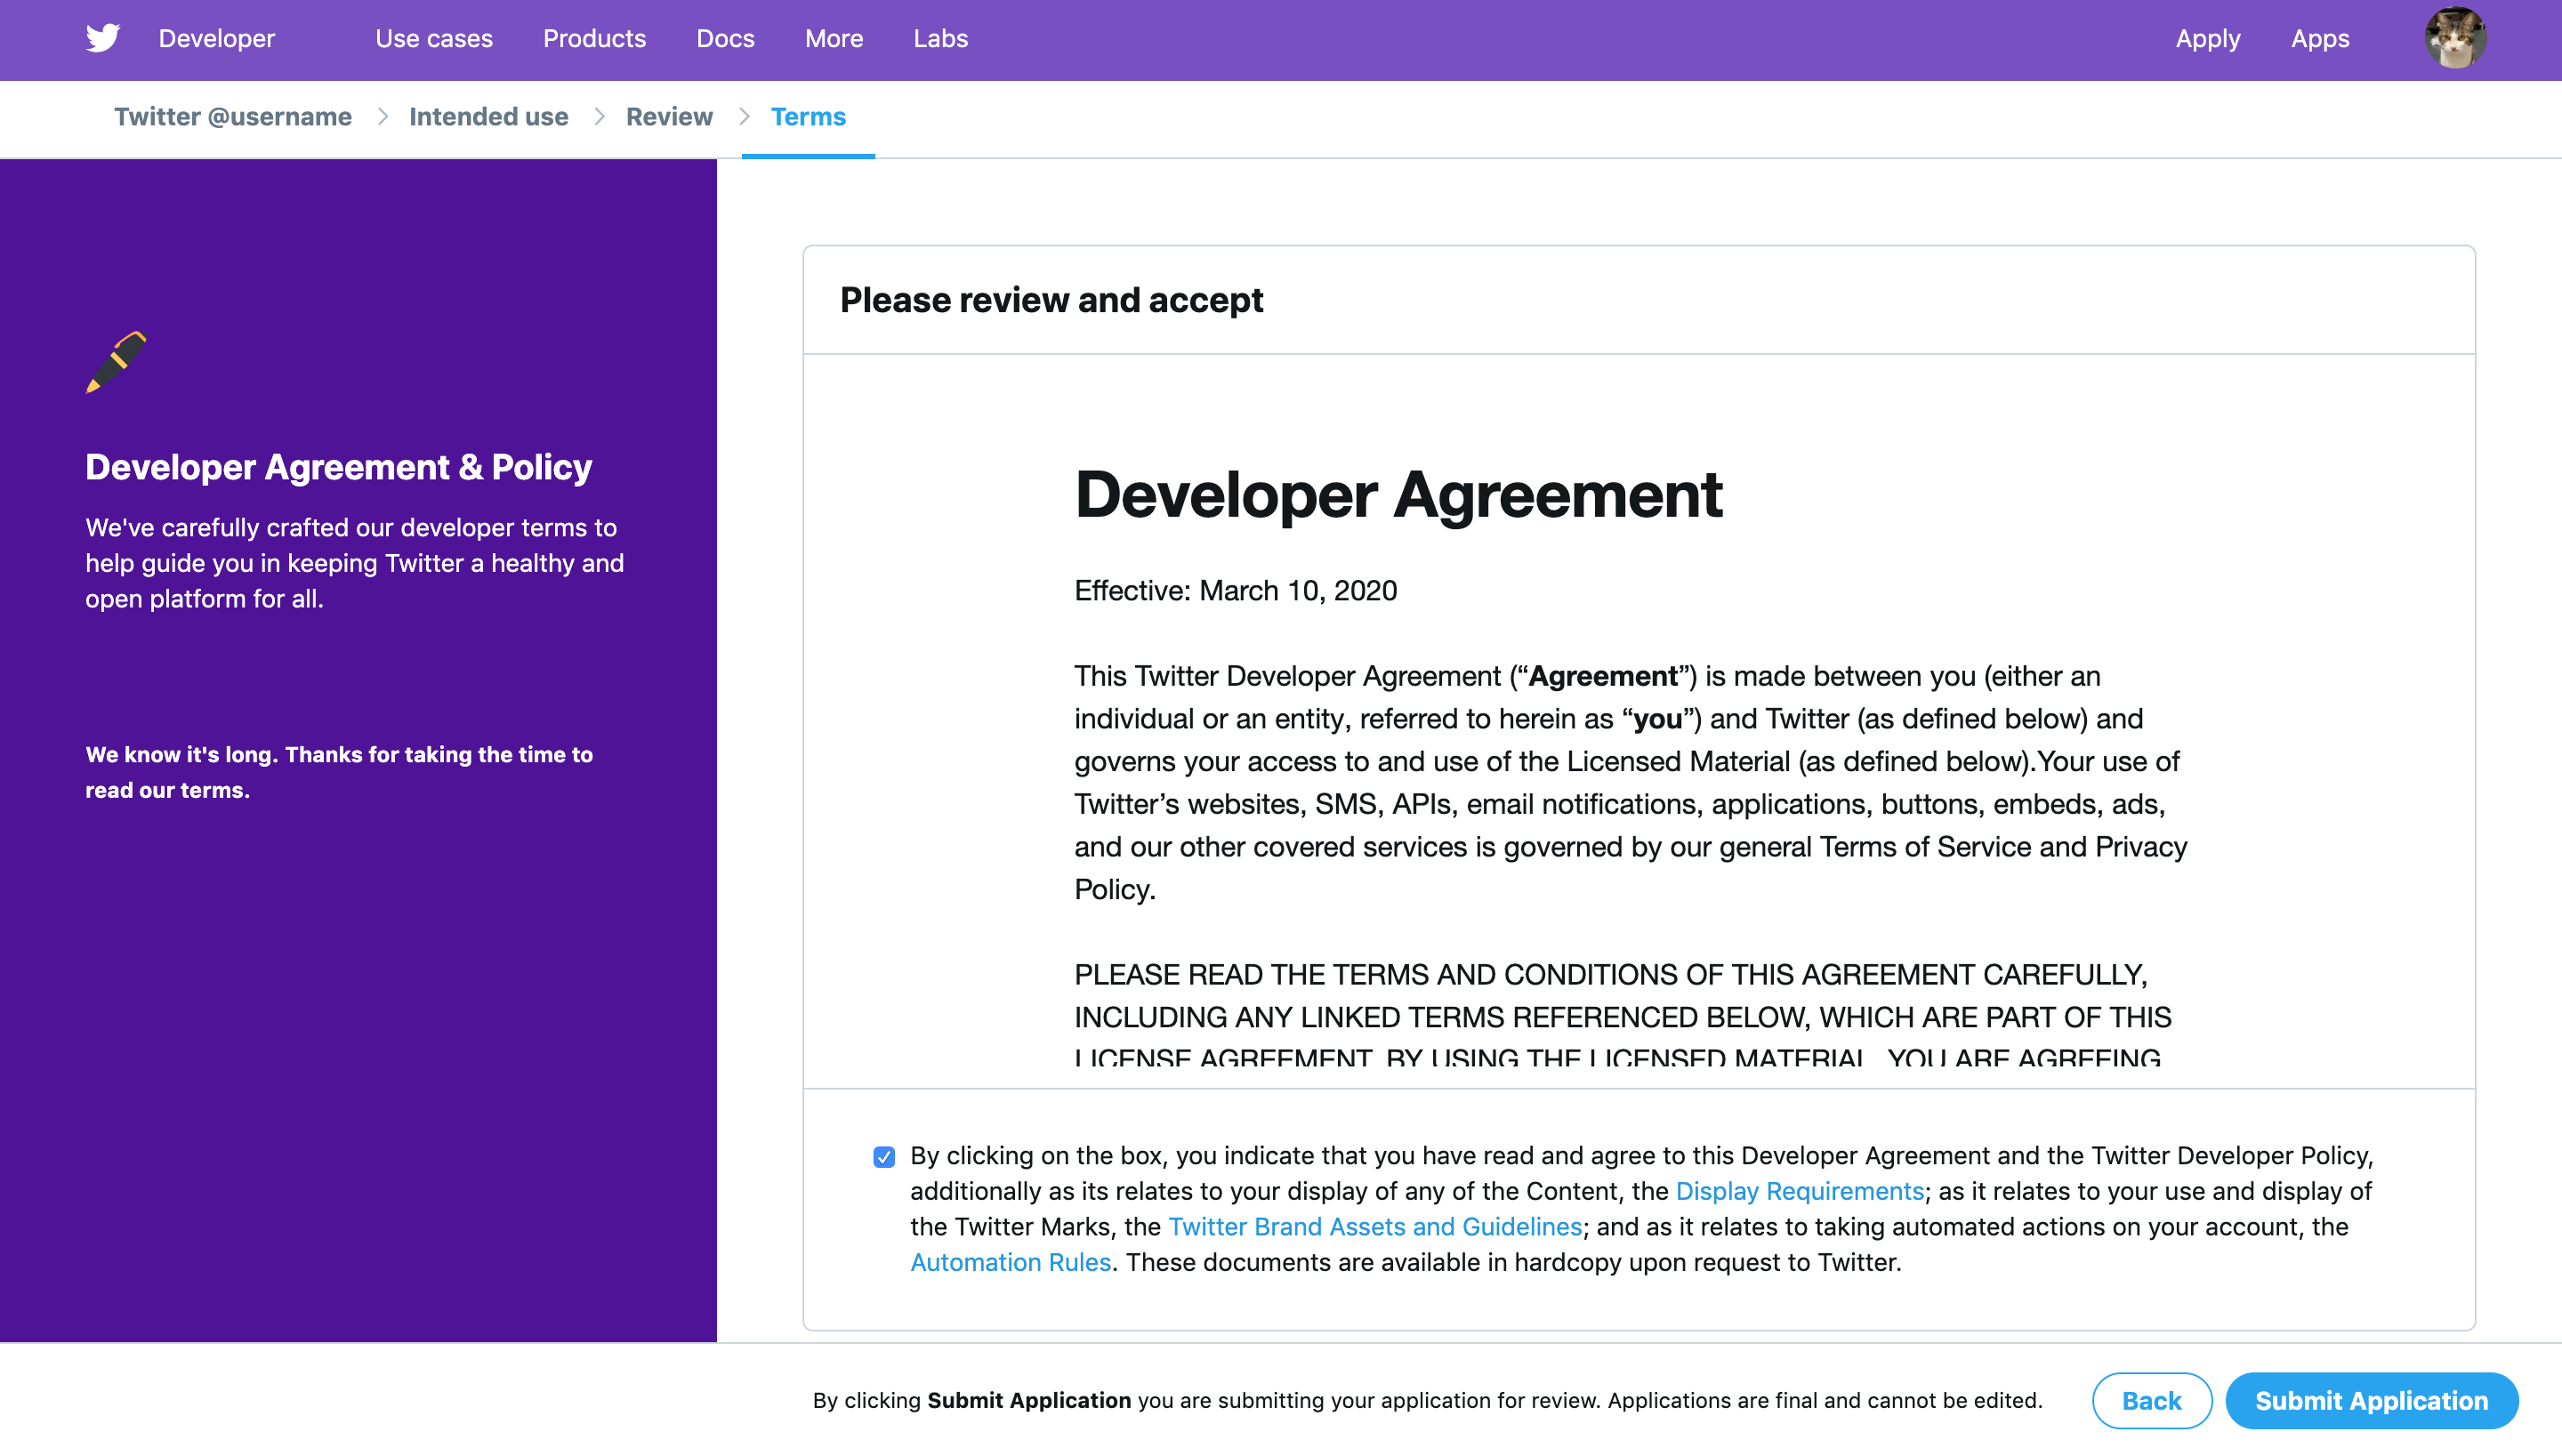 Developer Use cases Products Docs More Labs Apply Apps
Twitter @username > Intended use > Review > Terms
Developer Agreement & Policy
We've carefully crafted our developer terms to
help guide you in keeping Twitter a healthy and
open platform for all.
We know it's long. Thanks for taking the time to
read our terms.
Please review and accept
Developer Agreement
Effective: March 10, 2020
This Twitter Developer Agreement (“Agreement”) is made between you (either an
individual or an entity, referred to herein as “you”) and Twitter (as defined below) and
governs your access to and use of the Licensed Material (as defined below).Your use of
Twitter’s websites, SMS, APIs, email notifications, applications, buttons, embeds, ads,
and our other covered services is governed by our general Terms of Service and Privacy
Policy.
PLEASE READ THE TERMS AND CONDITIONS OF THIS AGREEMENT CAREFULLY,
INCLUDING ANY LINKED TERMS REFERENCED BELOW, WHICH ARE PART OF THIS
LICENSE AGREEMENT. BY USING THE LICENSED MATERIAL, YOU ARE AGREEING
By clicking on the box, you indicate that you have read and agree to this Developer Agreement and the Twitter Developer Policy,
additionally as its relates to your display of any of the Content, the Display Requirements; as it relates to your use and display of
the Twitter Marks, the Twitter Brand Assets and Guidelines; and as it relates to taking automated actions on your account, the
Automation Rules. These documents are available in hardcopy upon request to Twitter.
By clicking Submit Application you are submitting your application for review. Applications are final and cannot be edited.
Back
Submit Application